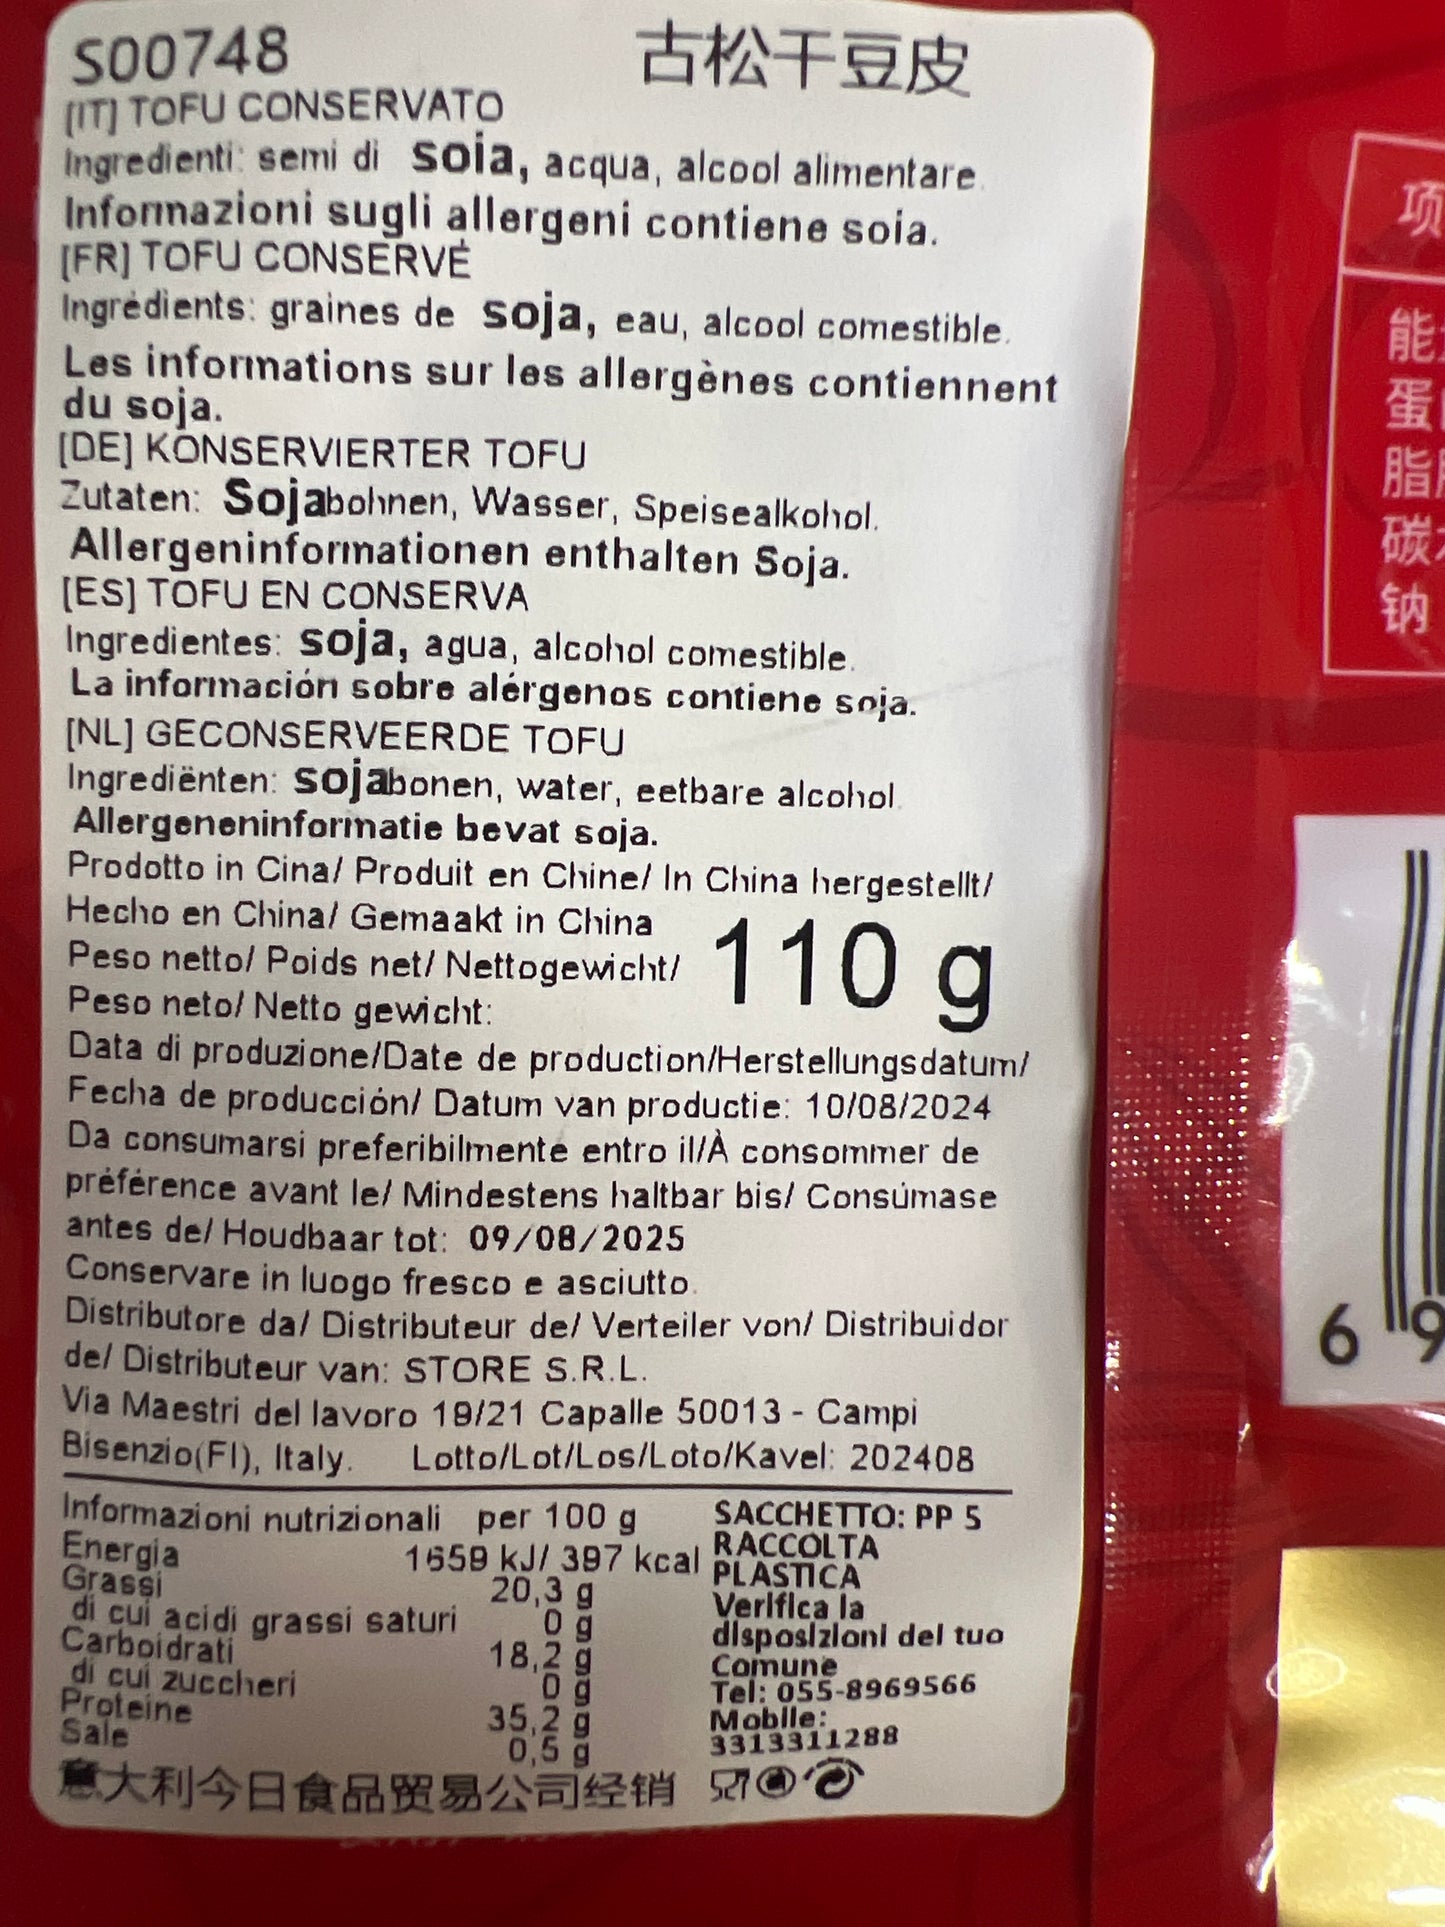 S00748 古松干豆皮
[IT] TOFU CONSERVATO
Ingredienti: semi di soia, acqua, alcool alimentare.
Informazioni sugli allergeni contiene soia.
[FR] TOFU CONSERVÉ
Ingrédients: graines de soja, eau, alcool comestible.
Les informations sur les allergènes contiennent
du soja.
[DE] KONSERVIERTER TOFU
Zutaten: Sojabohnen, Wasser, Speisealkohol.
Allergeninformationen enthalten Soja.
[ES] TOFU EN CONSERVA
Ingredientes: soja, agua, alcohol comestible.
La información sobre alérgenos contiene soja.
[NL] GECONSERVEERDE TOFU
Ingrediënten: sojabonen, water, eetbare alcohol.
Allergeneninformatie bevat soja.
Prodotto in Cina/ Produit en Chine/ In China hergestellt/
Hecho en China/ Gemaakt in China
Peso netto/ Poids net/ Nettogewicht/
Peso neto/ Netto gewicht:
110 g
Data di produzione/Date de production/Herstellungsdatum/
Fecha de producción/ Datum van productie: 10/08/2024
Da consumarsi preferibilmente entro il/À consommer de
préférence avant le/ Mindestens haltbar bis/ Consúmase
antes de/ Houdbaar tot: 09/08/2025
Conservare in luogo fresco e asciutto.
Distributore da/ Distributeur de/ Verteiler von/ Distribuidor
de/ Distributeur van: STORE S.R.L.
Via Maestri del lavoro 19/21 Capalle 50013 - Campi
Bisenzio(FI), Italy. Lotto/Lot/Los/Loto/Kavel: 202408
Informazioni nutrizionali per 100 g
Energia 1659 kJ/ 397 kcal
Grassi 20,3 g
di cui acidi grassi saturi 0 g
Carboidrati 18,2 g
di cui zuccheri 0 g
Proteine 35,2 g
Sale 0,5 g
SACCHETTO: PP 5
RACCOLTA
PLASTICA
Verifica la
disposizioni del tuo
Comune
Tel: 055-8969566
Mobile:
3313311288
意大利今日食品贸易公司经销
项
能
蛋
脂
碳
钠
6 9